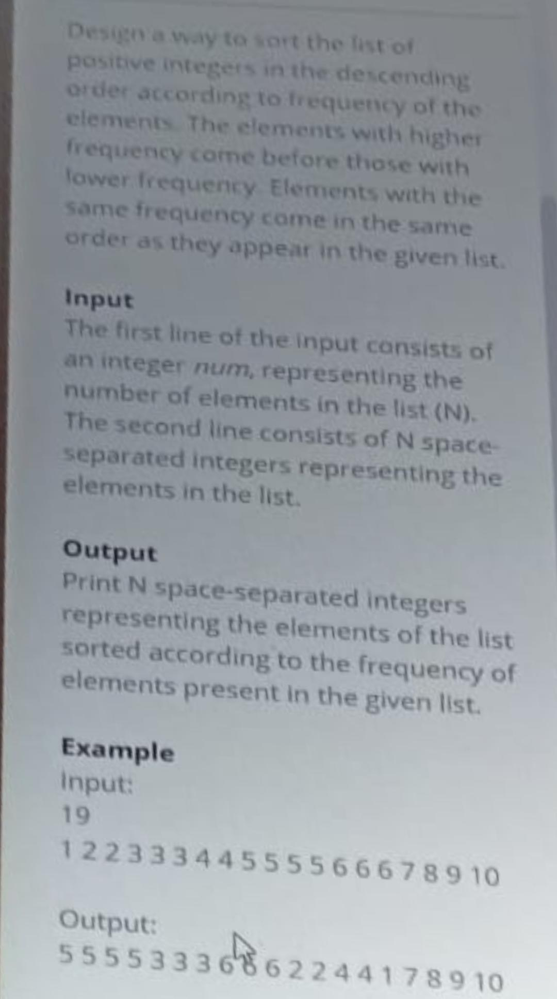 Design a way to sort the list of
positive integers in the descending
order according to frequency of the
elements. The elements with higher
frequency come before those with
lower frequency. Elements with the
same frequency come in the same
order as they appear in the given list.
Input
The first line of the input consists of
an integer num, representing the
number of elements in the list (N).
The second line consists of N space-
separated integers representing the
elements in the list.
Output
Print N space-separated integers
representing the elements of the list
sorted according to the frequency of
elements present in the given list.
Example
Input:
19
1 2 2 3 3 3 4 4 5 5 5 5 6 6 6 7 8 9 10
Output:
5 5 5 5 3 3 3 6 6 6 2 2 4 4 1 7 8 9 10